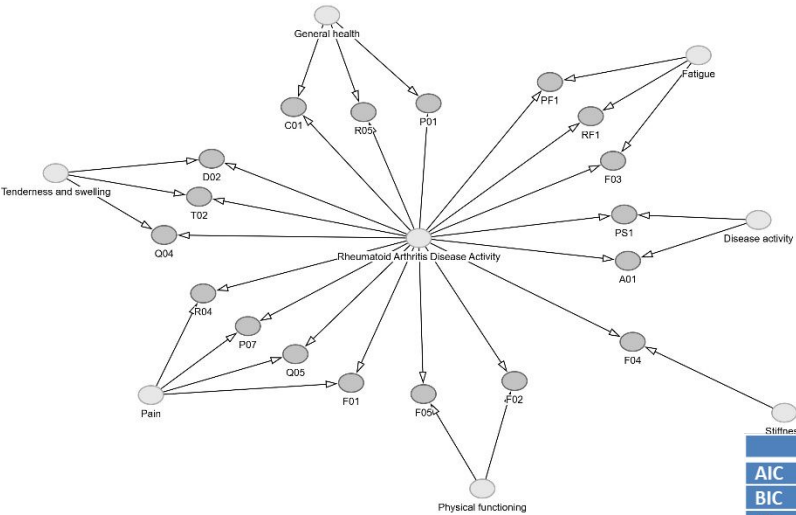 General health
Fatigue
PF1
C01
R05
P01
RF1
D02
F03
Tenderness and swelling
T02
PS1
Disease activity
Q04
Rheumatoid Arthritis Disease Activity
A01
R04
P07
F04
Q05
Pain
F01
F05
F02
Stiffness
AIC
BIC
Physical functioning